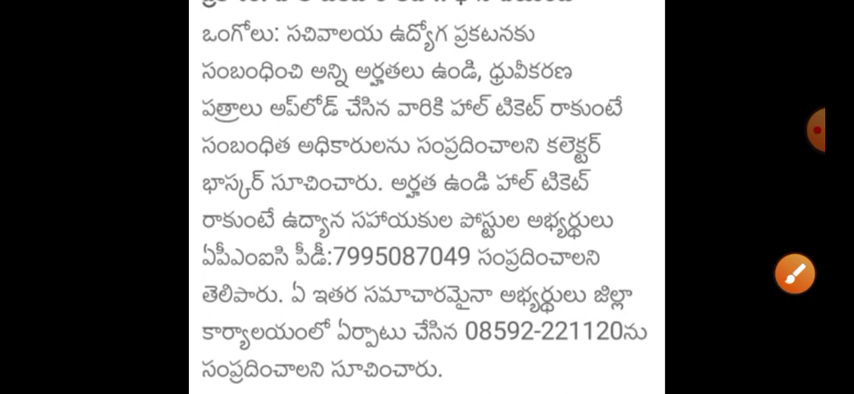 ఒంగోలు: సచివాలయ ఉద్యోగ ప్రకటనకు
సంబంధించి అన్ని అర్హతలు ఉండి, ధ్రువీకరణ
పత్రాలు అప్‌లోడ్ చేసిన వారికి హాల్ టికెట్ రాకుంటే
సంబంధిత అధికారులను సంప్రదించాలని కలెక్టర్
భాస్కర్ సూచించారు. అర్హత ఉండి హాల్ టికెట్
రాకుంటే ఉద్యాన సహాయకుల పోస్టుల అభ్యర్థులు
ఏపీఎంఐసి పీడీ:7995087049 సంప్రదించాలని
తెలిపారు. ఏ ఇతర సమాచారమైనా అభ్యర్థులు జిల్లా
కార్యాలయంలో ఏర్పాటు చేసిన 08592-221120ను
సంప్రదించాలని సూచించారు.